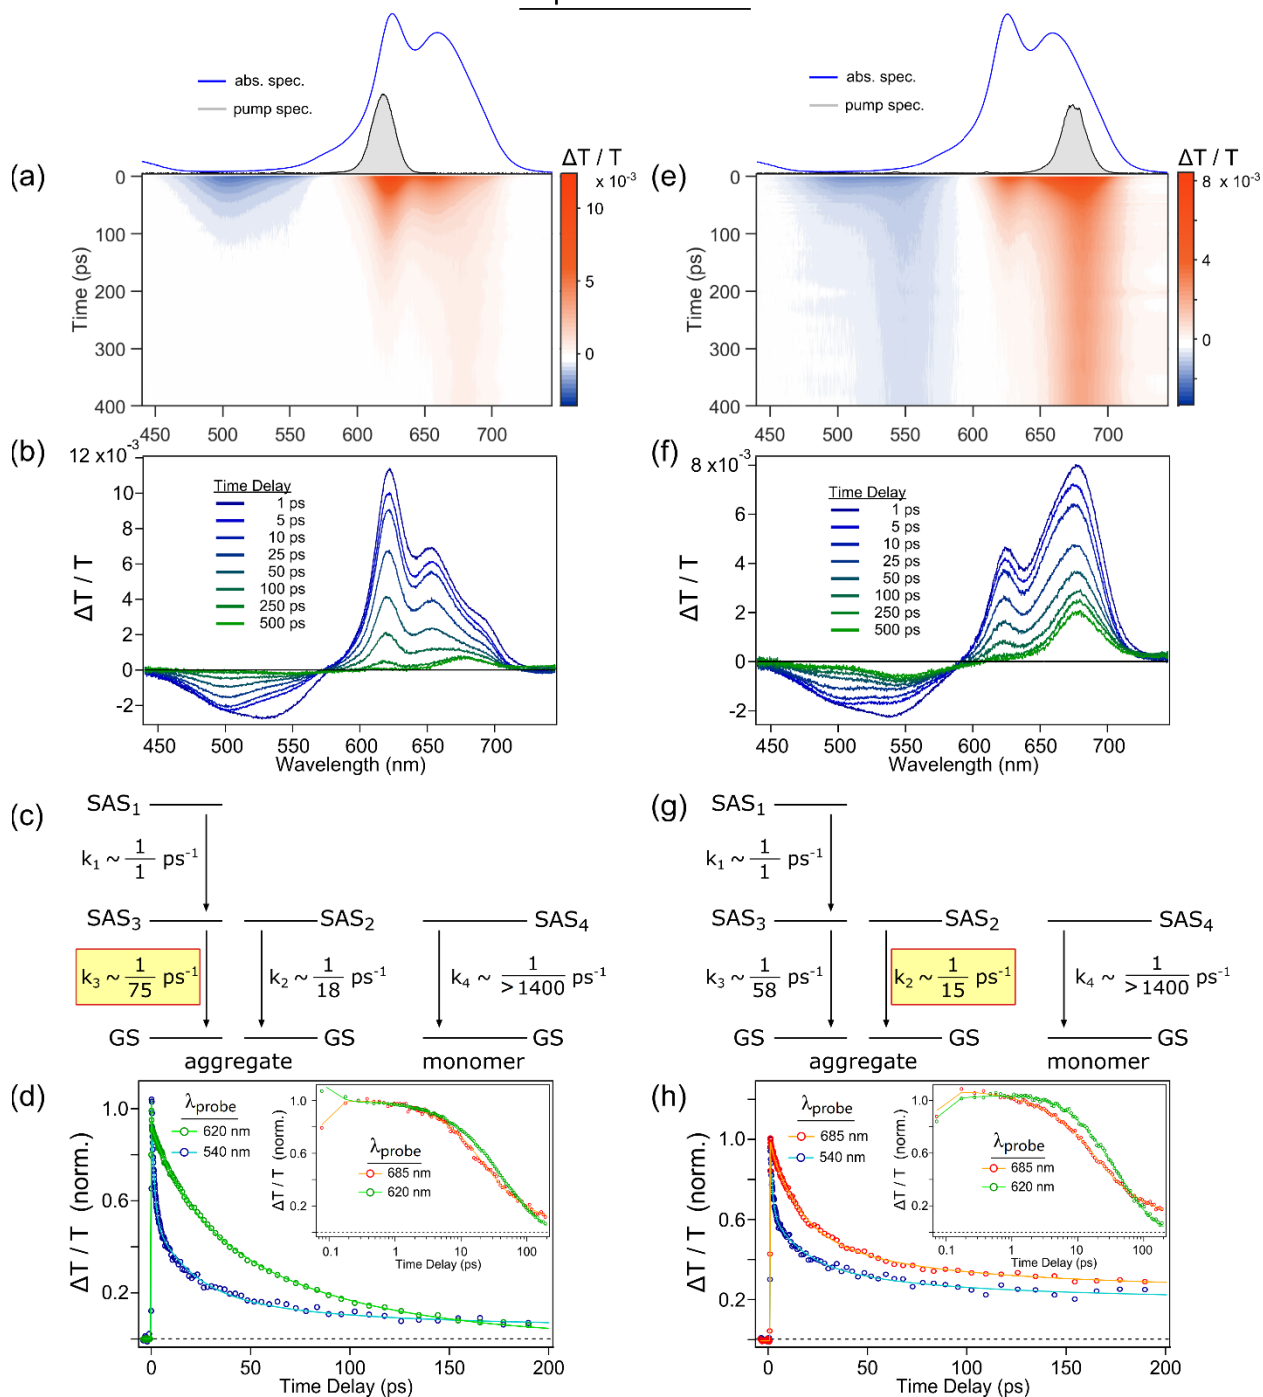 abs. spec.
pump spec.
(a)
ΔT / T
x 10⁻³
10
5
0
Time (ps)
0
100
200
300
400
450 500 550 600 650 700
abs. spec.
pump spec.
(e)
ΔT / T
8 x 10⁻³
4
0
Time (ps)
0
100
200
300
400
450 500 550 600 650 700
(b)
12 x10⁻³
10
8
6
4
2
0
-2
ΔT / T
Time Delay
1 ps
5 ps
10 ps
25 ps
50 ps
100 ps
250 ps
500 ps
450 500 550 600 650 700
Wavelength (nm)
(f)
8 x10⁻³
6
4
2
0
-2
ΔT / T
Time Delay
1 ps
5 ps
10 ps
25 ps
50 ps
100 ps
250 ps
500 ps
450 500 550 600 650 700
Wavelength (nm)
(c)
SAS₁
k₁ ~ 1/1 ps⁻¹
SAS₃ SAS₂ SAS₄
k₃ ~ 1/75 ps⁻¹ k₂ ~ 1/18 ps⁻¹ k₄ ~ 1/>1400 ps⁻¹
GS GS GS
aggregate monomer
(g)
SAS₁
k₁ ~ 1/1 ps⁻¹
SAS₃ SAS₂ SAS₄
k₃ ~ 1/58 ps⁻¹ k₂ ~ 1/15 ps⁻¹ k₄ ~ 1/>1400 ps⁻¹
GS GS GS
aggregate monomer
(d)
ΔT / T (norm.)
1.0
0.6
0.2
λprobe
620 nm
540 nm
ΔT / T (norm.)
1.0
0.8
0.6
0.4
0.2
λprobe
685 nm
620 nm
0.1 1 10 100
Time Delay (ps)
0 50 100 150 200
Time Delay (ps)
(h)
ΔT / T (norm.)
1.0
0.6
0.2
λprobe
685 nm
540 nm
ΔT / T (norm.)
1.0
0.8
0.6
0.4
0.2
λprobe
685 nm
620 nm
0.1 1 10 100
Time Delay (ps)
0 50 100 150 200
Time Delay (ps)